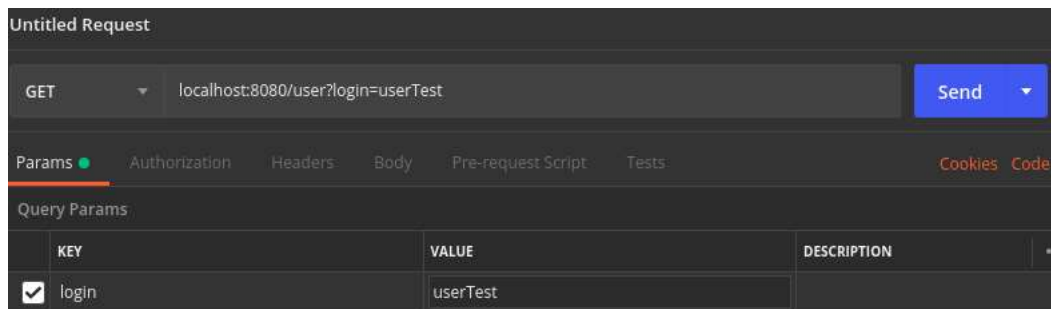 Untitled Request
GET localhost:8080/user?login=userTest Send
Params Authorization Headers Body Pre-request Script Tests Cookies Code
Query Params
KEY VALUE DESCRIPTION
login userTest